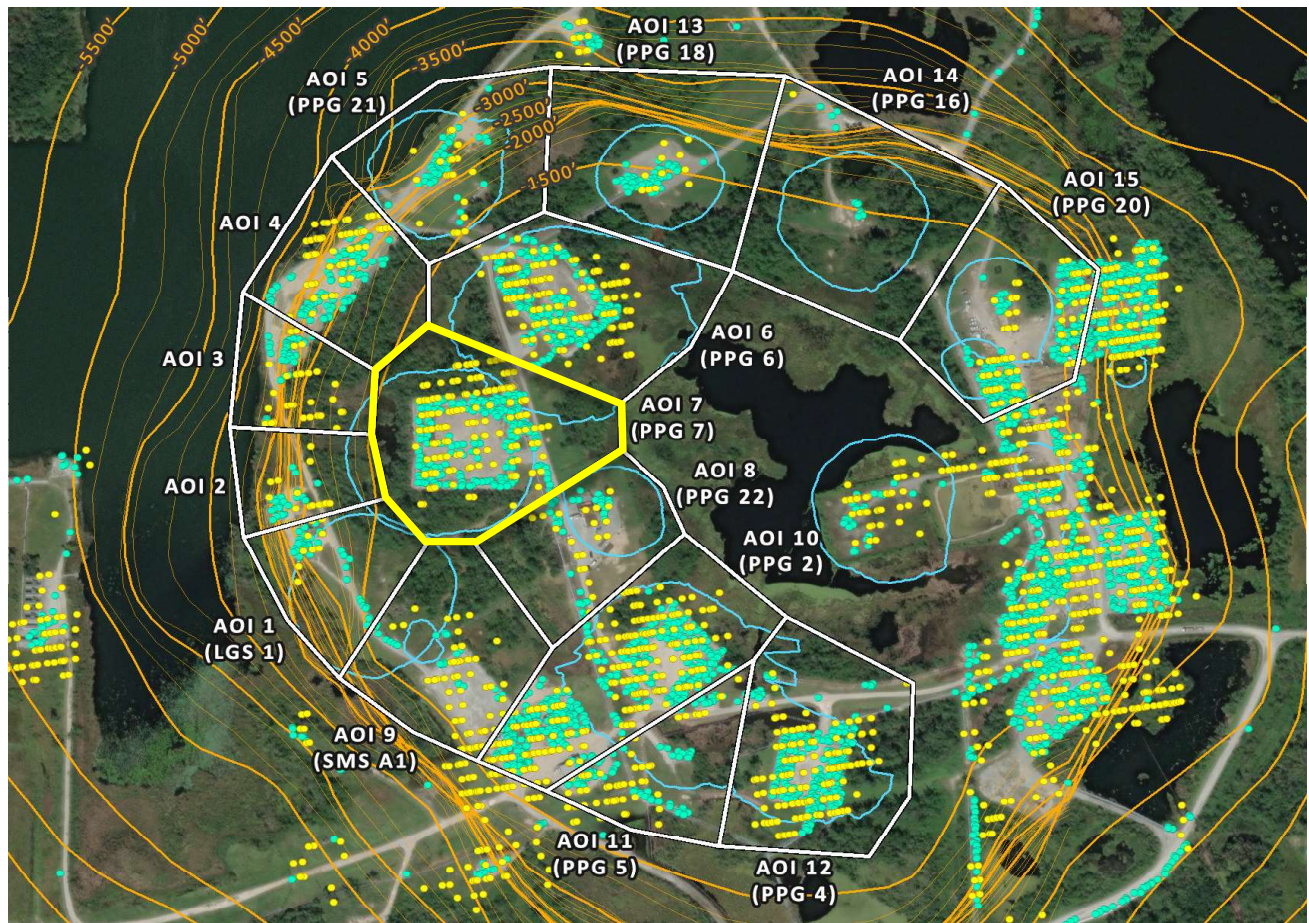 -5500'
-5000'
-4500'
-4000'
-3500'
-3000'
-2500'
-2000'
-1500'
AOI 13
(PPG 18)
AOI 5
(PPG 21)
AOI 14
(PPG 16)
AOI 15
(PPG 20)
AOI 4
AOI 3
AOI 6
(PPG 6)
AOI 7
(PPG 7)
AOI 2
AOI 8
(PPG 22)
AOI 10
(PPG 2)
AOI 1
(LGS 1)
AOI 9
(SMS A1)
AOI 11
(PPG 5)
AOI 12
(PPG 4)